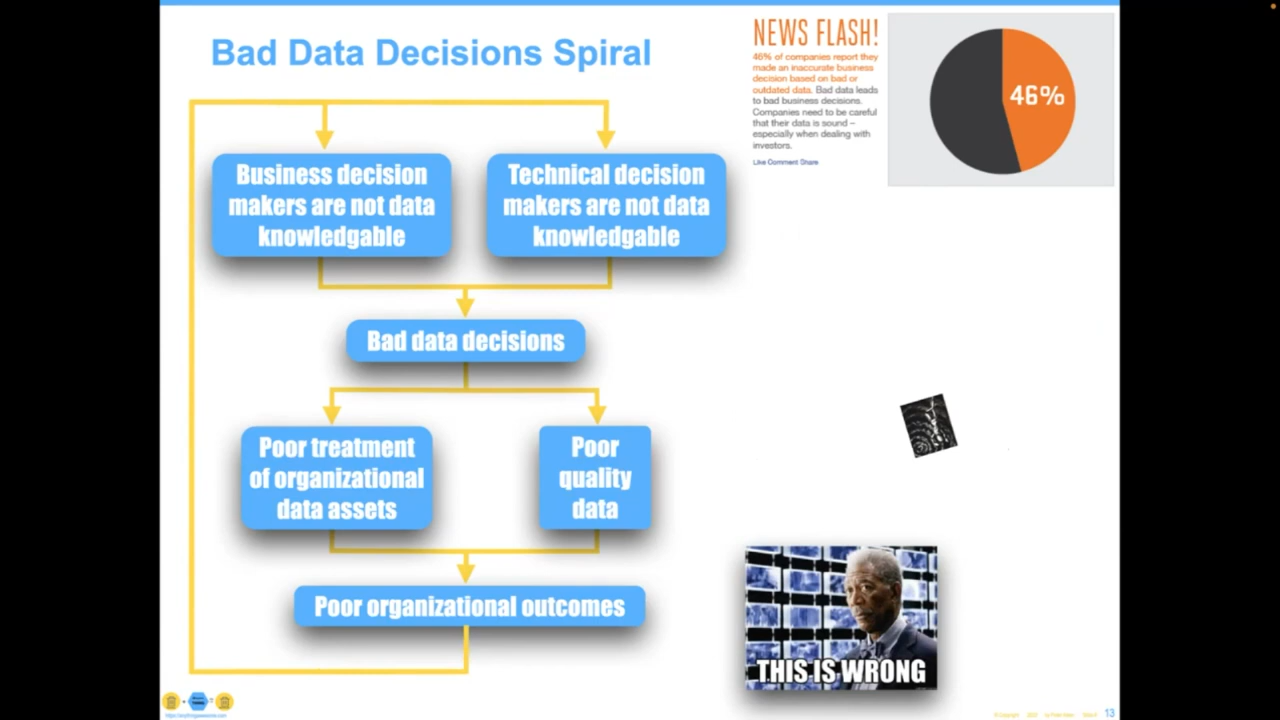 Bad Data Decisions Spiral
NEWS FLASH!
46% of companies report they
made an inaccurate business
decision based on bad or
outdated data. Bad data leads
to bad business decisions.
Companies need to be careful
that their data is sound –
especially when dealing with
investors.
Like Comment Share
46%
Business decision
makers are not data
knowledgable
Technical decision
makers are not data
knowledgable
Bad data decisions
Poor treatment
of organizational
data assets
Poor
quality
data
Poor organizational outcomes
THIS IS WRONG
13